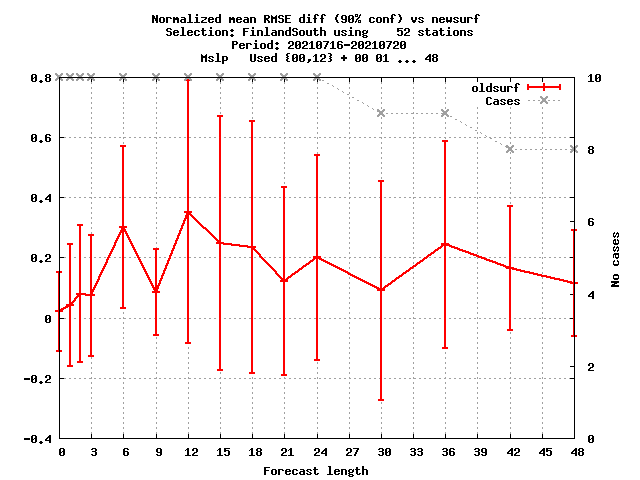 Normalized mean RMSE diff (90% conf) vs newsurf
Selection: FinlandSouth using    52 stations
Period: 20210716-20210720
Mslp   Used {00,12} + 00 01 ... 48
oldsurf
Cases
0.8
0.6
0.4
0.2
0
-0.2
-0.4
10
8
6
4
2
0
No cases
0 3 6 9 12 15 18 21 24 27 30 33 36 39 42 45 48
Forecast length